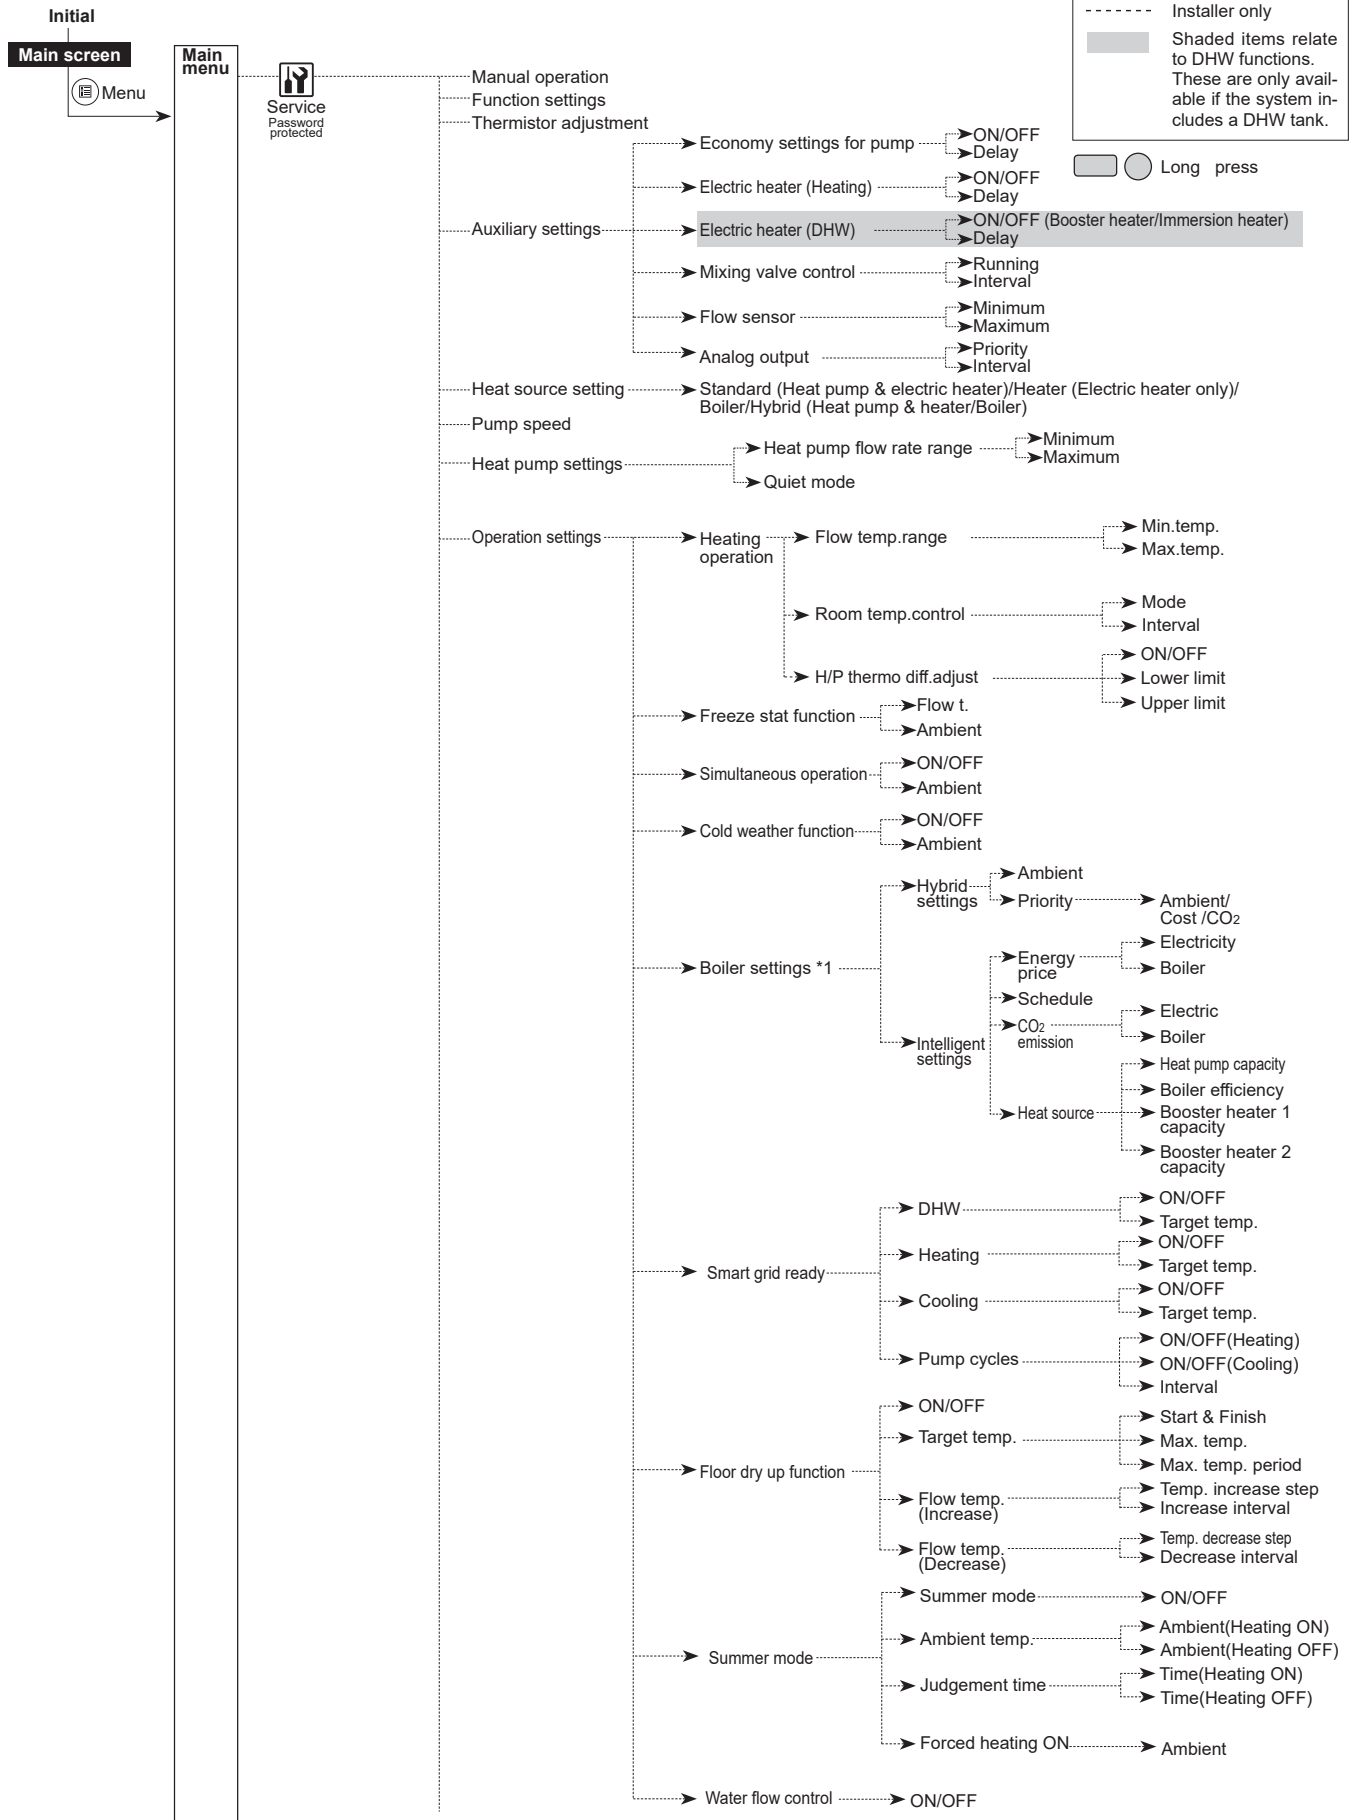 Initial
Main screen
Menu
Main
menu
Service
Password
protected
Installer only
Shaded items relate
to DHW functions.
These are only avail-
able if the system in-
cludes a DHW tank.
Long press
Manual operation
Function settings
Thermistor adjustment
Auxiliary settings
Economy settings for pump
ON/OFF
Delay
Electric heater (Heating)
ON/OFF
Delay
Electric heater (DHW)
ON/OFF (Booster heater/Immersion heater)
Delay
Mixing valve control
Running
Interval
Flow sensor
Minimum
Maximum
Analog output
Priority
Interval
Heat source setting
Standard (Heat pump & electric heater)/Heater (Electric heater only)/
Boiler/Hybrid (Heat pump & heater/Boiler)
Pump speed
Heat pump settings
Heat pump flow rate range
Minimum
Maximum
Quiet mode
Operation settings
Heating
operation
Flow temp.range
Min.temp.
Max.temp.
Room temp.control
Mode
Interval
H/P thermo diff.adjust
ON/OFF
Lower limit
Upper limit
Freeze stat function
Flow t.
Ambient
Simultaneous operation
ON/OFF
Ambient
Cold weather function
ON/OFF
Ambient
Boiler settings *1
Hybrid
settings
Ambient
Priority
Ambient/
Cost /CO2
Intelligent
settings
Energy
price
Electricity
Boiler
Schedule
CO2
emission
Electric
Boiler
Heat source
Heat pump capacity
Boiler efficiency
Booster heater 1
capacity
Booster heater 2
capacity
Smart grid ready
DHW
ON/OFF
Target temp.
Heating
ON/OFF
Target temp.
Cooling
ON/OFF
Target temp.
Pump cycles
ON/OFF(Heating)
ON/OFF(Cooling)
Interval
Floor dry up function
ON/OFF
Target temp.
Start & Finish
Max. temp.
Max. temp. period
Flow temp.
(Increase)
Temp. increase step
Increase interval
Flow temp.
(Decrease)
Temp. decrease step
Decrease interval
Summer mode
Summer mode
ON/OFF
Ambient temp.
Ambient(Heating ON)
Ambient(Heating OFF)
Judgement time
Time(Heating ON)
Time(Heating OFF)
Forced heating ON
Ambient
Water flow control
ON/OFF